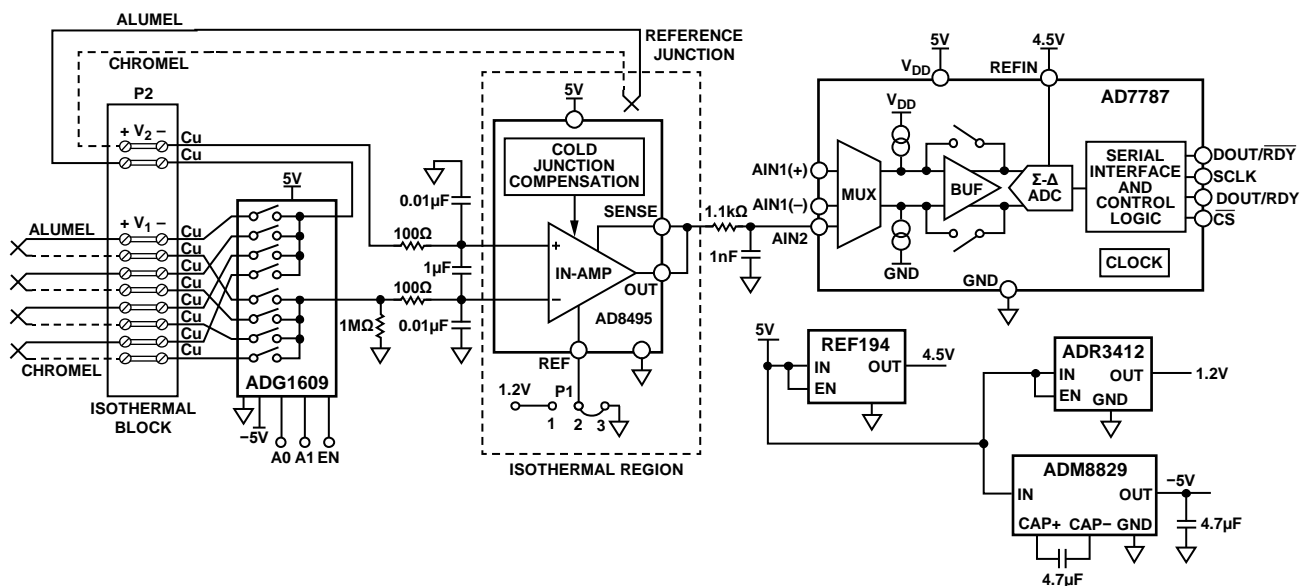 ALUMEL
CHROMEL
REFERENCE
JUNCTION
P2
+ V2 −
Cu
Cu
+ V1 −
ALUMEL
CHROMEL
Cu
Cu
Cu
Cu
Cu
Cu
Cu
Cu
ISOTHERMAL
BLOCK
5V
ADG1609
−5V
A0 A1 EN
0.01µF
100Ω
1µF
100Ω
1MΩ
0.01µF
5V
COLD
JUNCTION
COMPENSATION
SENSE
+
IN-AMP
−
OUT
AD8495
REF
1.2V
P1
1 2 3
ISOTHERMAL REGION
1.1kΩ
1nF
5V
VDD
4.5V
REFIN
AD7787
VDD
AIN1(+)
AIN1(−)
AIN2
MUX
BUF
Σ-Δ
ADC
GND
SERIAL
INTERFACE
AND
CONTROL
LOGIC
DOUT/RDY
SCLK
DOUT/RDY
CS
CLOCK
GND
5V
REF194
IN OUT
EN
4.5V
ADR3412
IN OUT
EN
GND
1.2V
ADM8829
IN OUT
CAP+ CAP− GND
−5V
4.7µF
4.7µF